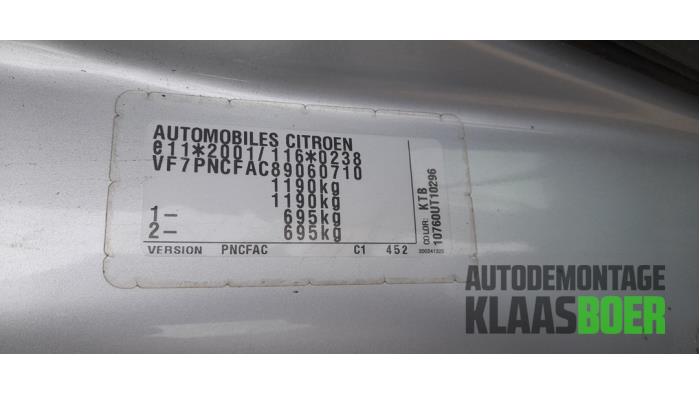 AUTOMOBILES CITROEN
e11*2001/116*0238
VF7PNCFAC89060710
1190kg
1190kg
1- 695kg
2- 695kg
VERSION PNCFAC C1 452
COLOR: KTB
10760UT10296
AUTODEMONTAGE
KLAASBOER